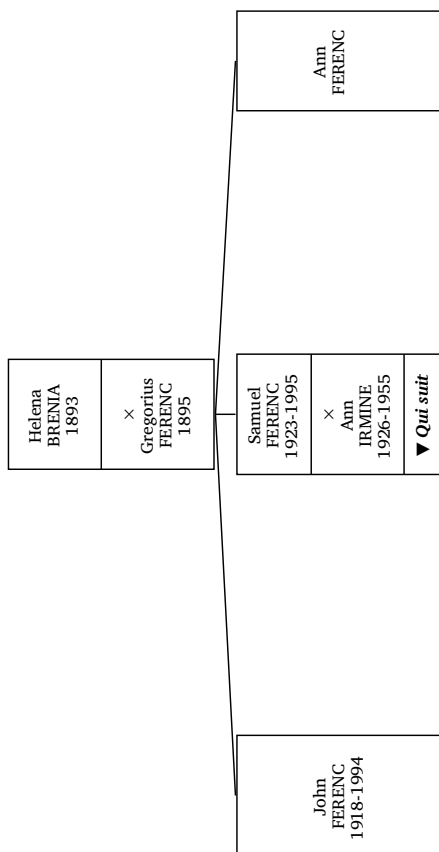 Helena
BRENIA
1893
×
Gregorius
FERENC
1895
John
FERENC
1918-1994
Samuel
FERENC
1923-1995
×
Ann
IRMINE
1926-1955
▼ Qui suit
Ann
FERENC